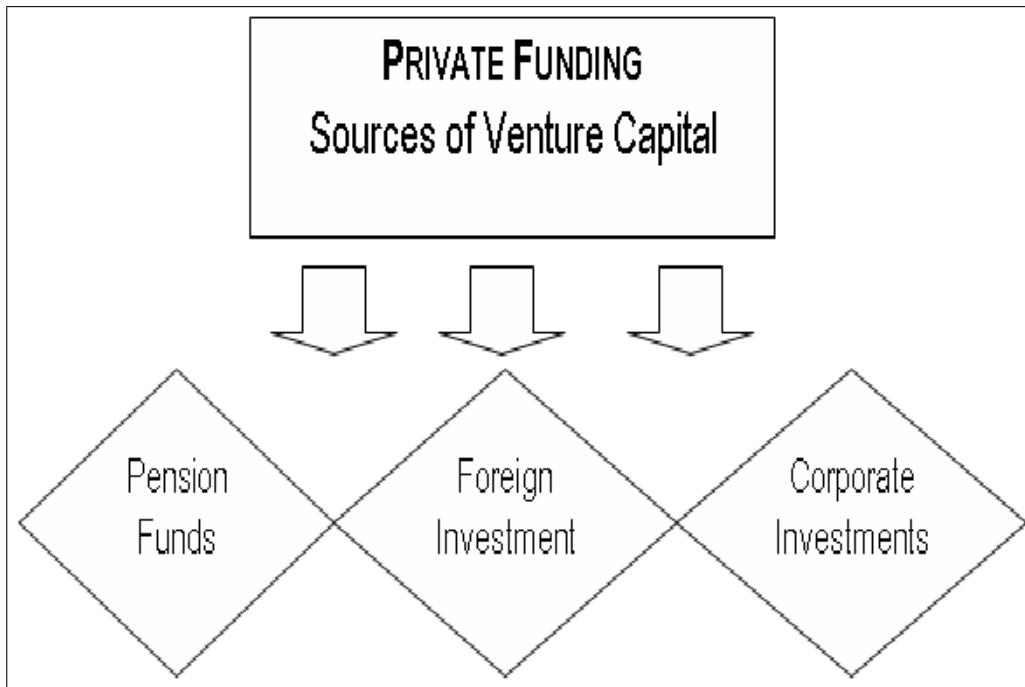 PRIVATE FUNDING
Sources of Venture Capital
Pension
Funds
Foreign
Investment
Corporate
Investments